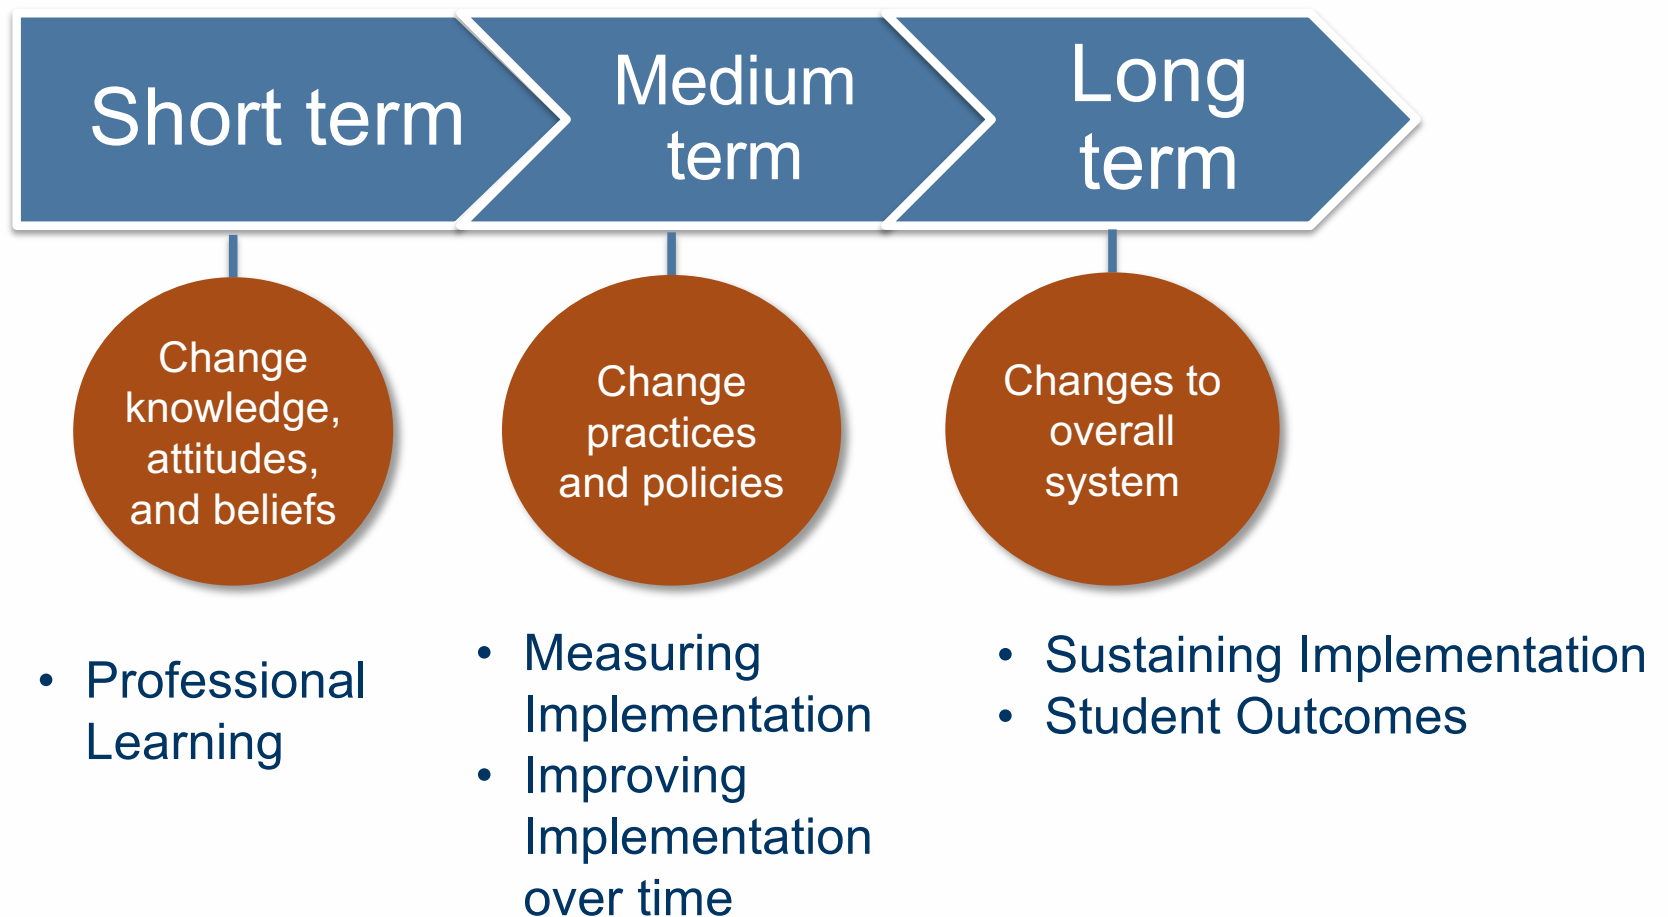 Short term
Medium
term
Long
term
Change
knowledge,
attitudes,
and beliefs
Change
practices
and policies
Changes to
overall
system
• Professional
Learning
• Measuring
Implementation
• Improving
Implementation
over time
• Sustaining Implementation
• Student Outcomes